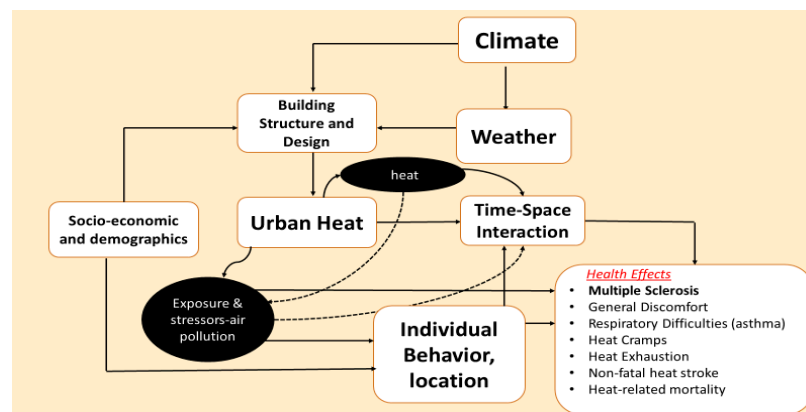 Climate
Building
Structure and
Design
Weather
heat
Socio-economic
and demographics
Urban Heat
Time-Space
Interaction
Exposure &
stressors-air
pollution
Individual
Behavior,
location
Health Effects
• Multiple Sclerosis
• General Discomfort
• Respiratory Difficulties (asthma)
• Heat Cramps
• Heat Exhaustion
• Non-fatal heat stroke
• Heat-related mortality